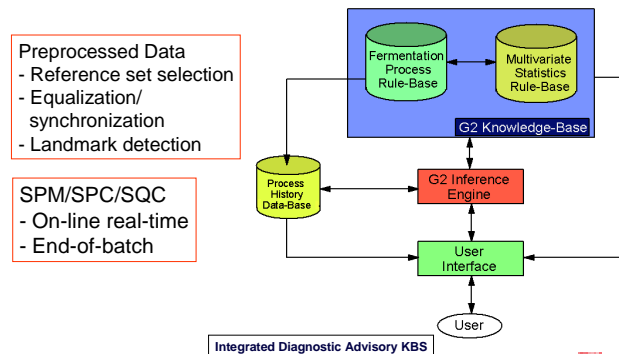 Preprocessed Data
- Reference set selection
- Equalization/
synchronization
- Landmark detection
SPM/SPC/SQC
- On-line real-time
- End-of-batch
Fermentation
Process
Rule-Base
Multivariate
Statistics
Rule-Base
G2 Knowledge-Base
Process
History
Data-Base
G2 Inference
Engine
User
Interface
User
Integrated Diagnostic Advisory KBS